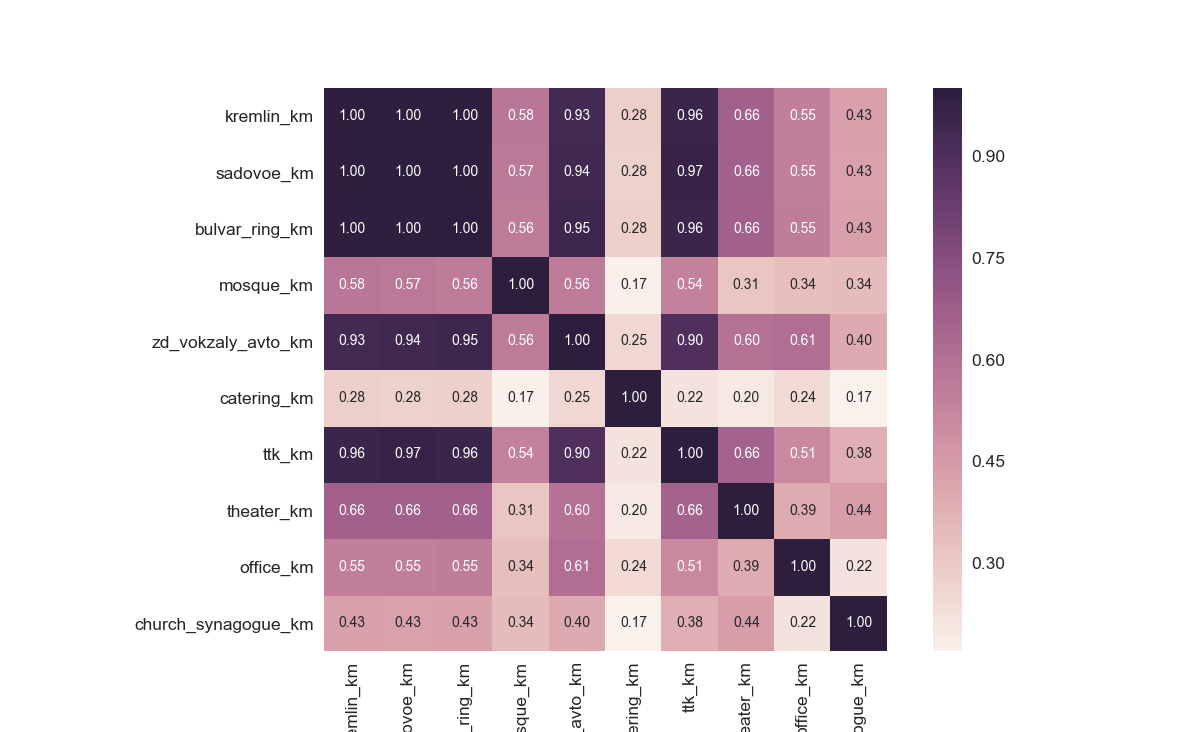 kremlin_km 1.00 1.00 1.00 0.58 0.93 0.28 0.96 0.66 0.55 0.43
sadovoe_km 1.00 1.00 1.00 0.57 0.94 0.28 0.97 0.66 0.55 0.43
bulvar_ring_km 1.00 1.00 1.00 0.56 0.95 0.28 0.96 0.66 0.55 0.43
mosque_km 0.58 0.57 0.56 1.00 0.56 0.17 0.54 0.31 0.34 0.34
zd_vokzaly_avto_km 0.93 0.94 0.95 0.56 1.00 0.25 0.90 0.60 0.61 0.40
catering_km 0.28 0.28 0.28 0.17 0.25 1.00 0.22 0.20 0.24 0.17
ttk_km 0.96 0.97 0.96 0.54 0.90 0.22 1.00 0.66 0.51 0.38
theater_km 0.66 0.66 0.66 0.31 0.60 0.20 0.66 1.00 0.39 0.44
office_km 0.55 0.55 0.55 0.34 0.61 0.24 0.51 0.39 1.00 0.22
church_synagogue_km 0.43 0.43 0.43 0.34 0.40 0.17 0.38 0.44 0.22 1.00
emlin_km
ovoe_km
_ring_km
sque_km
_avto_km
ering_km
ttk_km
eater_km
office_km
ogue_km
0.90
0.75
0.60
0.45
0.30